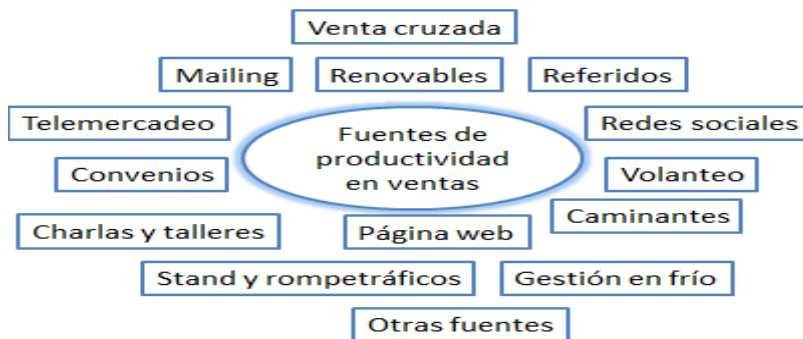 Venta cruzada
Mailing
Renovables
Referidos
Telemercadeo
Redes sociales
Fuentes de
productividad
en ventas
Convenios
Volanteo
Caminantes
Charlas y talleres
Página web
Stand y rompetráficos
Gestión en frío
Otras fuentes